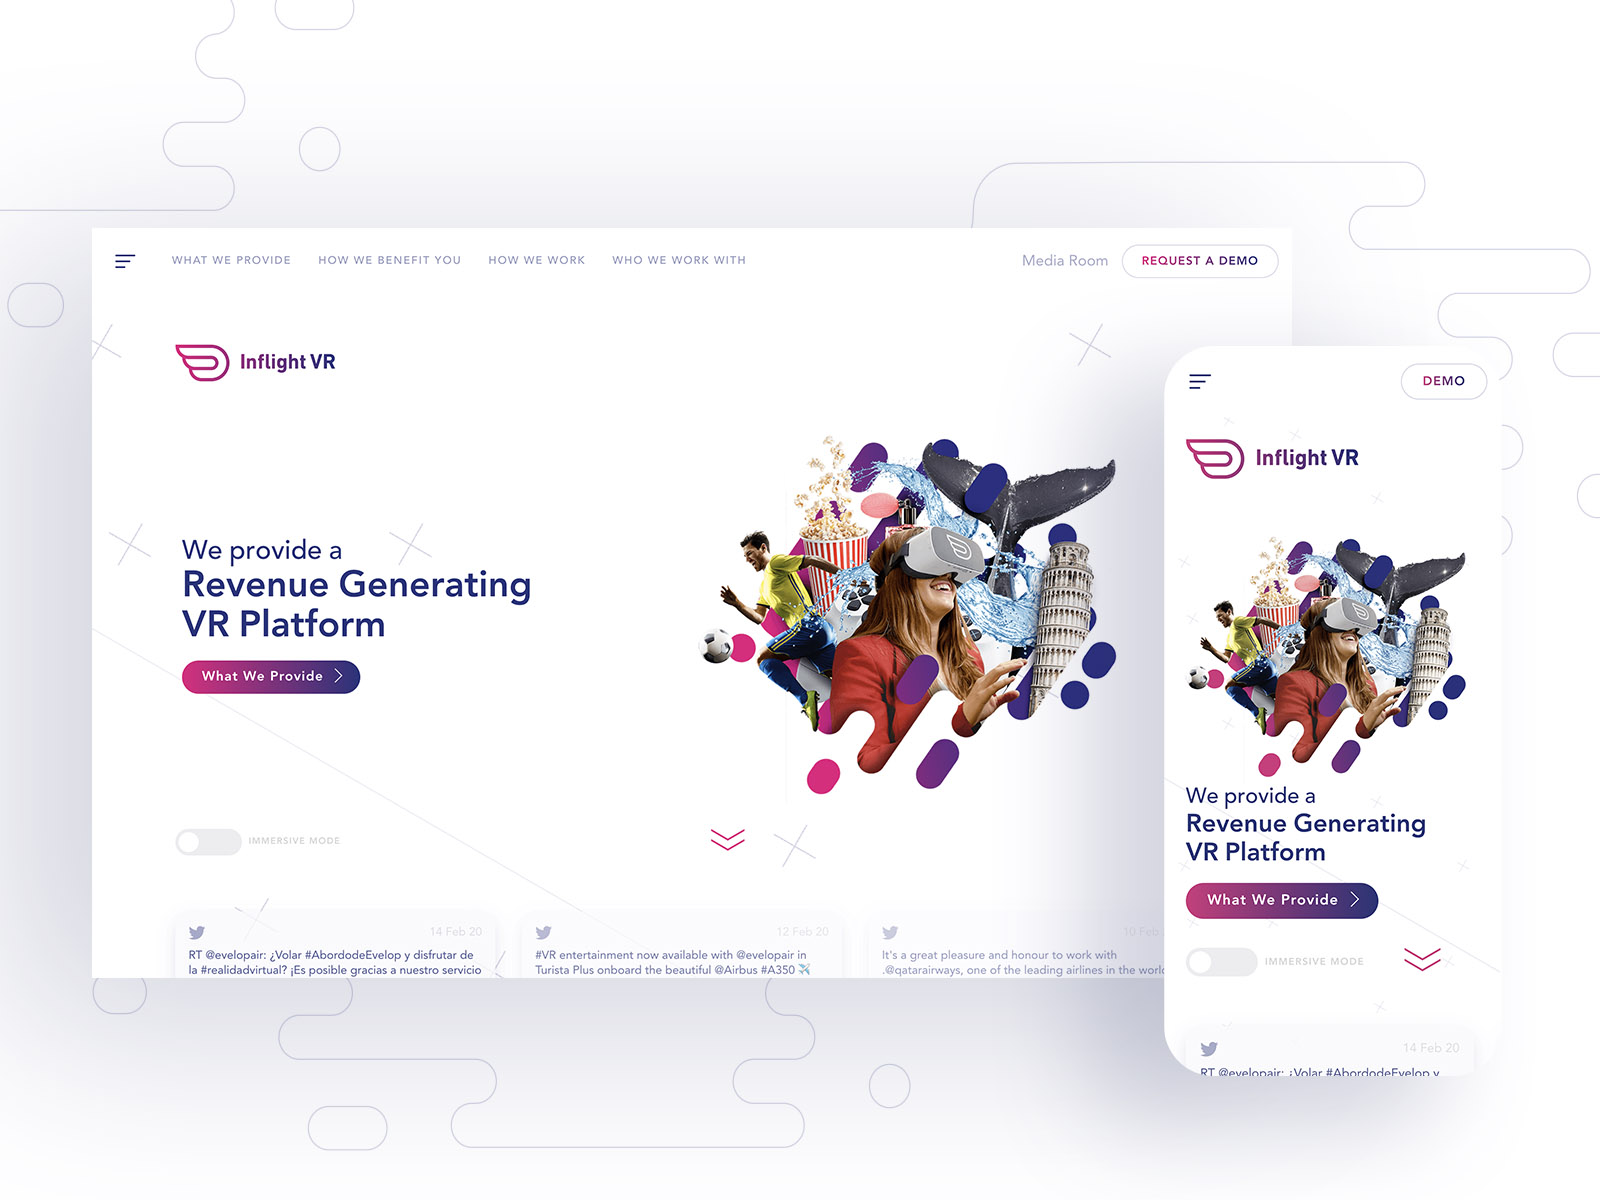 WHAT WE PROVIDE HOW WE BENEFIT YOU HOW WE WORK WHO WE WORK WITH Media Room REQUEST A DEMO
Inflight VR
We provide a
Revenue Generating
VR Platform
What We Provide
IMMERSIVE MODE
14 Feb 20
RT @evelopair: ¿Volar #AbordodeEvelop y disfrutar de
la #realidadvirtual? ¡Es posible gracias a nuestro servicio
12 Feb 20
#VR entertainment now available with @evelopair in
Turista Plus onboard the beautiful @Airbus #A350 ✈️
10 Feb
It's a great pleasure and honour to work with
.@qatarairways, one of the leading airlines in the world
DEMO
Inflight VR
We provide a
Revenue Generating
VR Platform
What We Provide
IMMERSIVE MODE
14 Feb 20
RT @evelopair: ¿Volar #AbordodeEvelop y